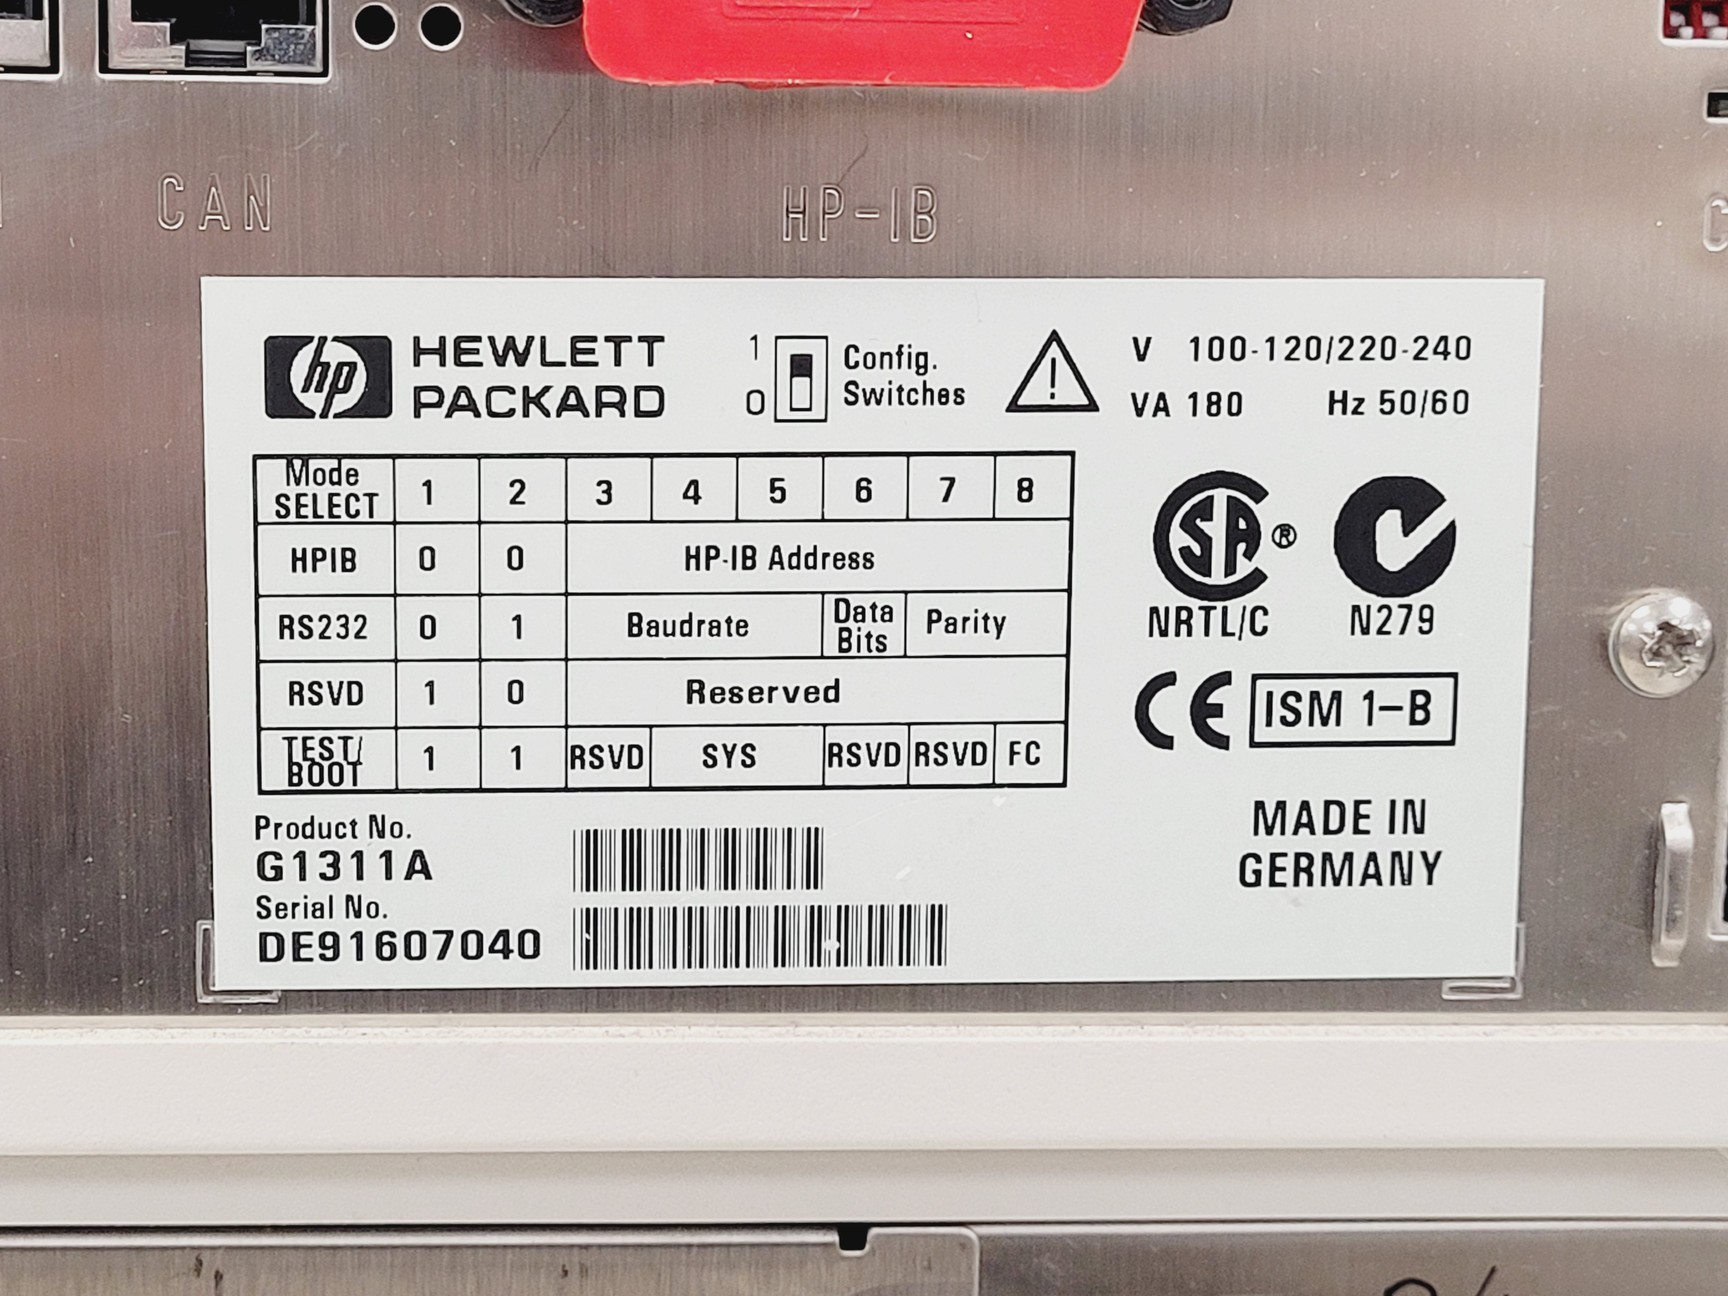 CAN
HP-IB
hp HEWLETT
PACKARD
1
0
Config.
Switches
V 100-120/220-240
VA 180 Hz 50/60
Mode
SELECT 1 2 3 4 5 6 7 8
HPIB 0 0 HP-IB Address
RS232 0 1 Baudrate Data Bits Parity
RSVD 1 0 Reserved
TEST/
BOOT 1 1 RSVD SYS RSVD RSVD FC
SA ®
NRTL/C
N279
CE ISM 1-B
Product No.
G1311A
Serial No.
DE91607040
MADE IN
GERMANY